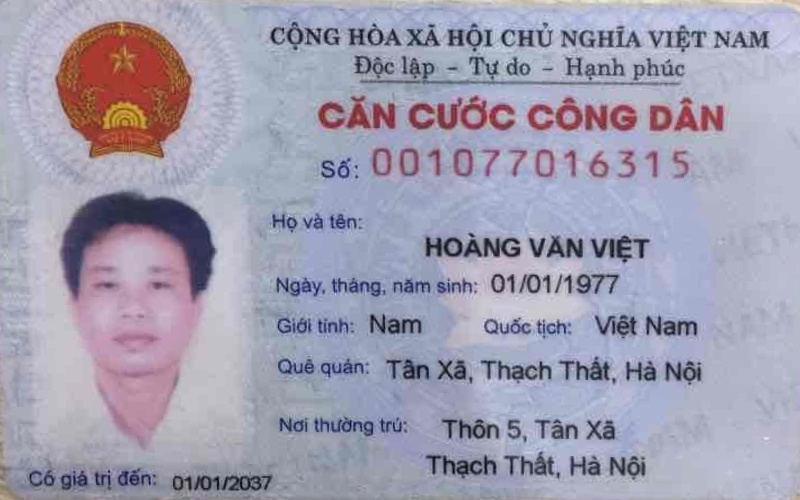 CỘNG HÒA XÃ HỘI CHỦ NGHĨA VIỆT NAM
Độc lập - Tự do - Hạnh phúc
CĂN CƯỚC CÔNG DÂN
Số: 001077016315
Họ và tên:
HOÀNG VĂN VIỆT
Ngày, tháng, năm sinh: 01/01/1977
Giới tính: Nam Quốc tịch: Việt Nam
Quê quán: Tân Xã, Thạch Thất, Hà Nội
Nơi thường trú: Thôn 5, Tân Xã
Thạch Thất, Hà Nội
Có giá trị đến: 01/01/2037